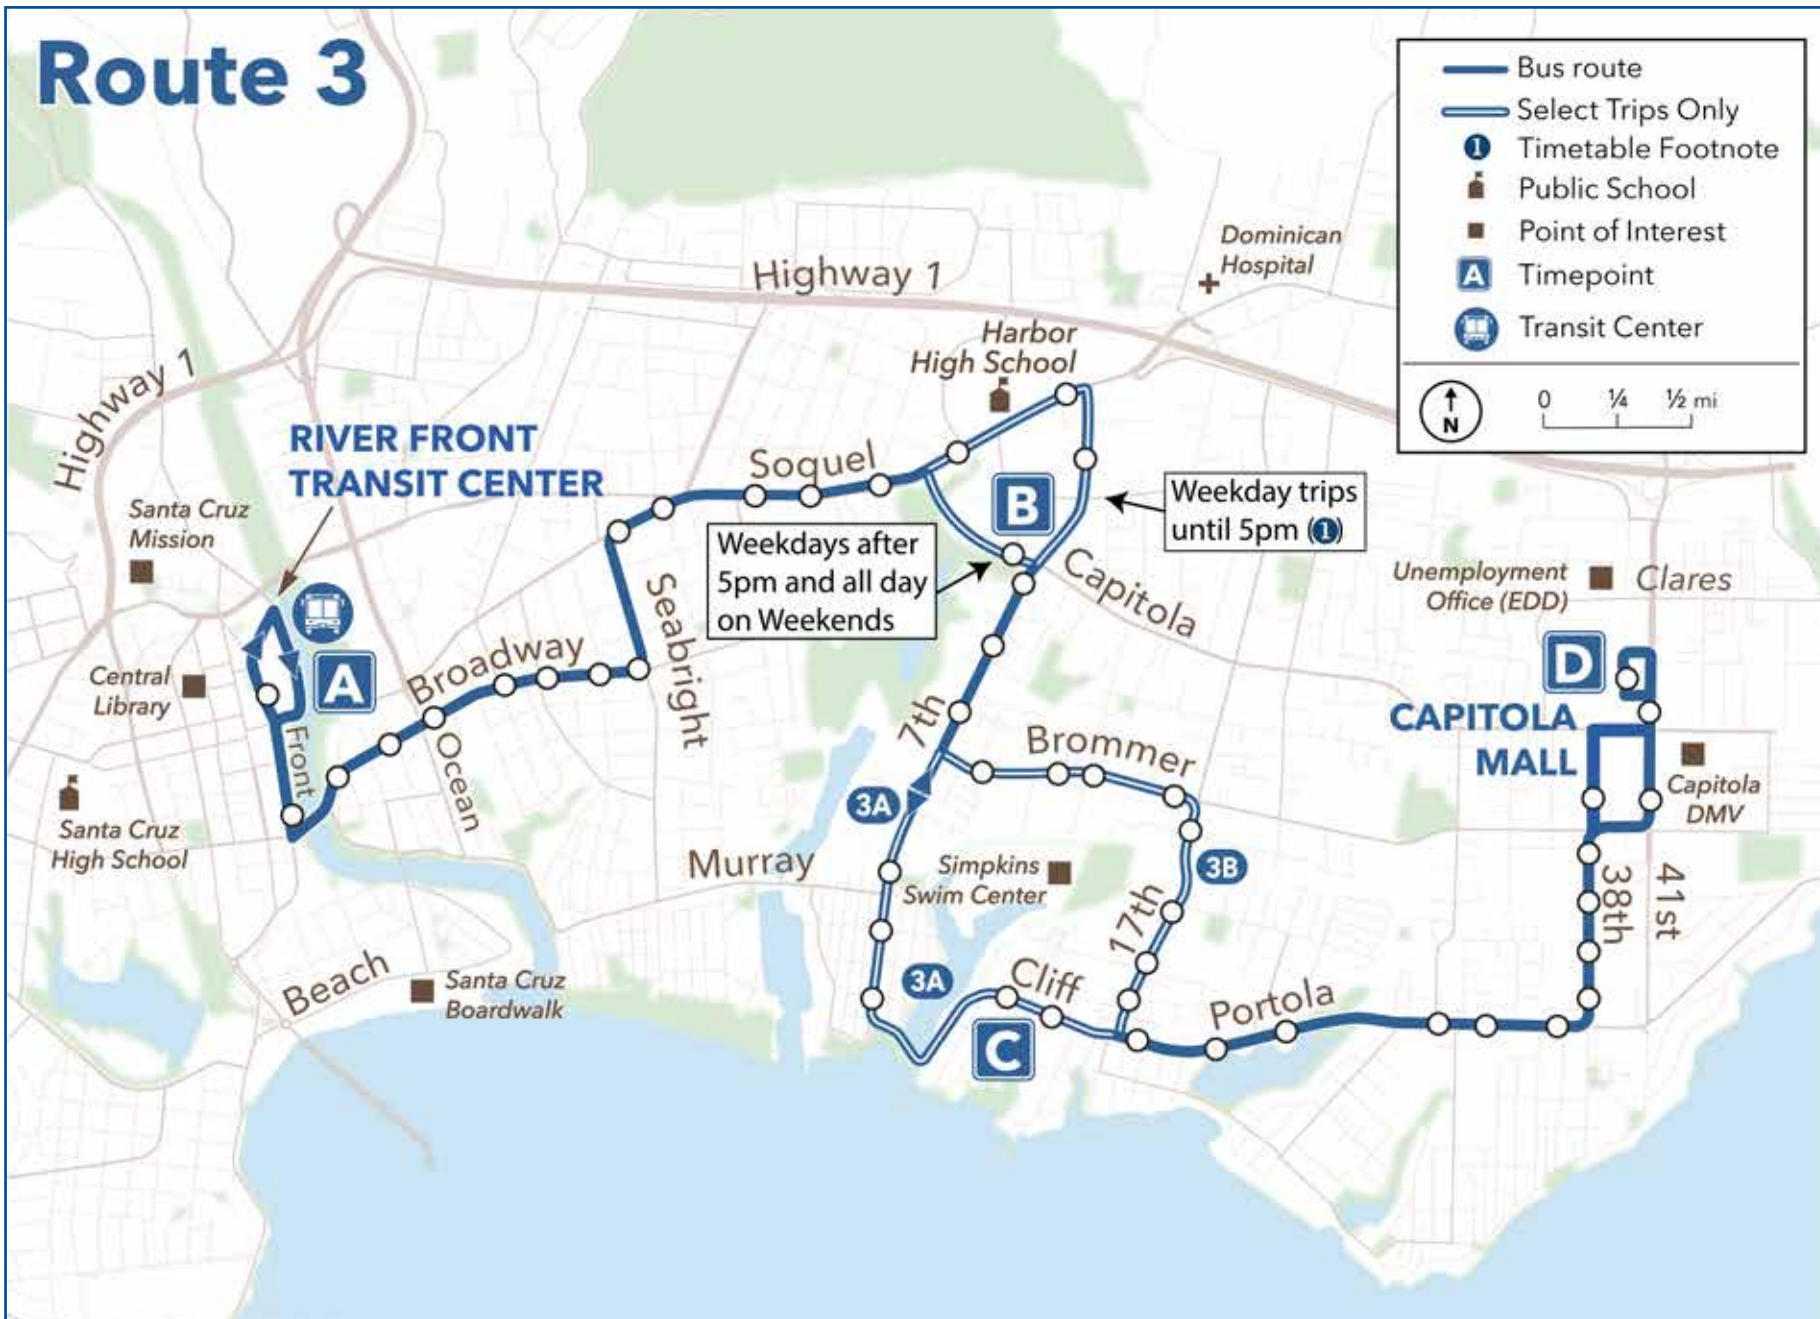 Route 3
Bus route
Select Trips Only
1 Timetable Footnote
Public School
Point of Interest
A Timepoint
Transit Center
N
0 ¼ ½ mi
Dominican
Hospital
Highway 1
Harbor
High School
Highway 1
RIVER FRONT
TRANSIT CENTER
Soquel
B
Weekday trips
until 5pm (1)
Santa Cruz
Mission
Weekdays after
5pm and all day
on Weekends
Capitola
Unemployment
Office (EDD)
Clares
Seabright
Central
Library
A
Broadway
D
CAPITOLA
MALL
7th
Brommer
Front
Ocean
Capitola
DMV
3A
Santa Cruz
High School
Murray
Simpkins
Swim Center
3B
17th
38th
41st
Beach
Santa Cruz
Boardwalk
3A
Cliff
Portola
C